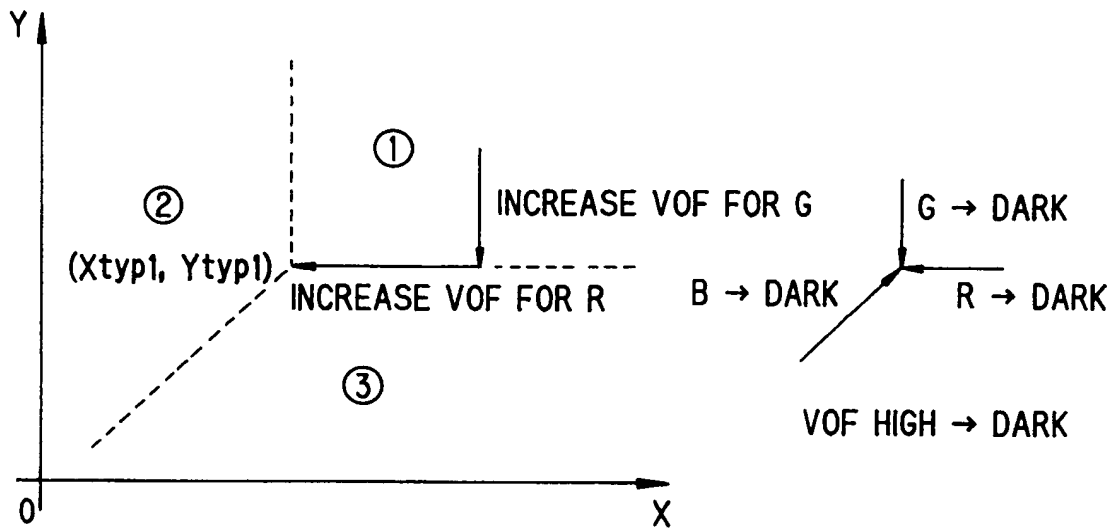 Y
①
INCREASE VOF FOR G
G → DARK
②
(Xtyp1, Ytyp1)
INCREASE VOF FOR R
B → DARK
R → DARK
③
VOF HIGH → DARK
0
X